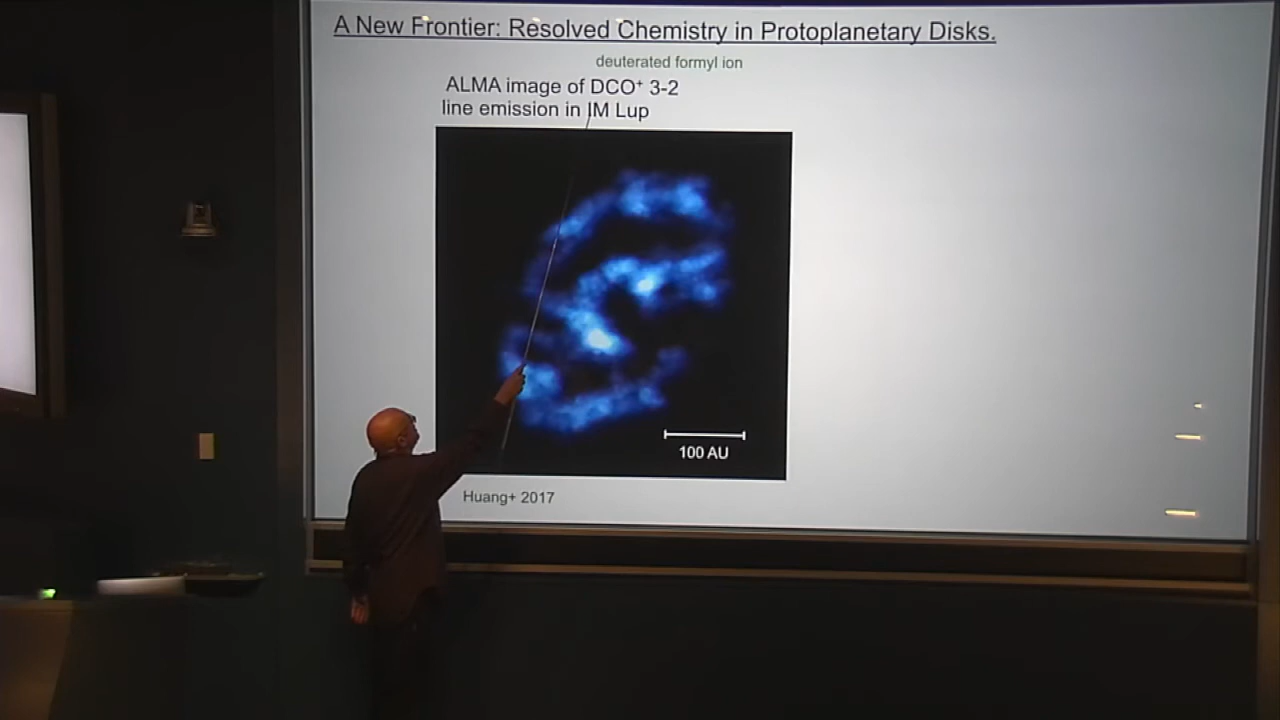 A New Frontier: Resolved Chemistry in Protoplanetary Disks.
deuterated formyl ion
ALMA image of DCO⁺ 3-2
line emission in IM Lup
100 AU
Huang+ 2017